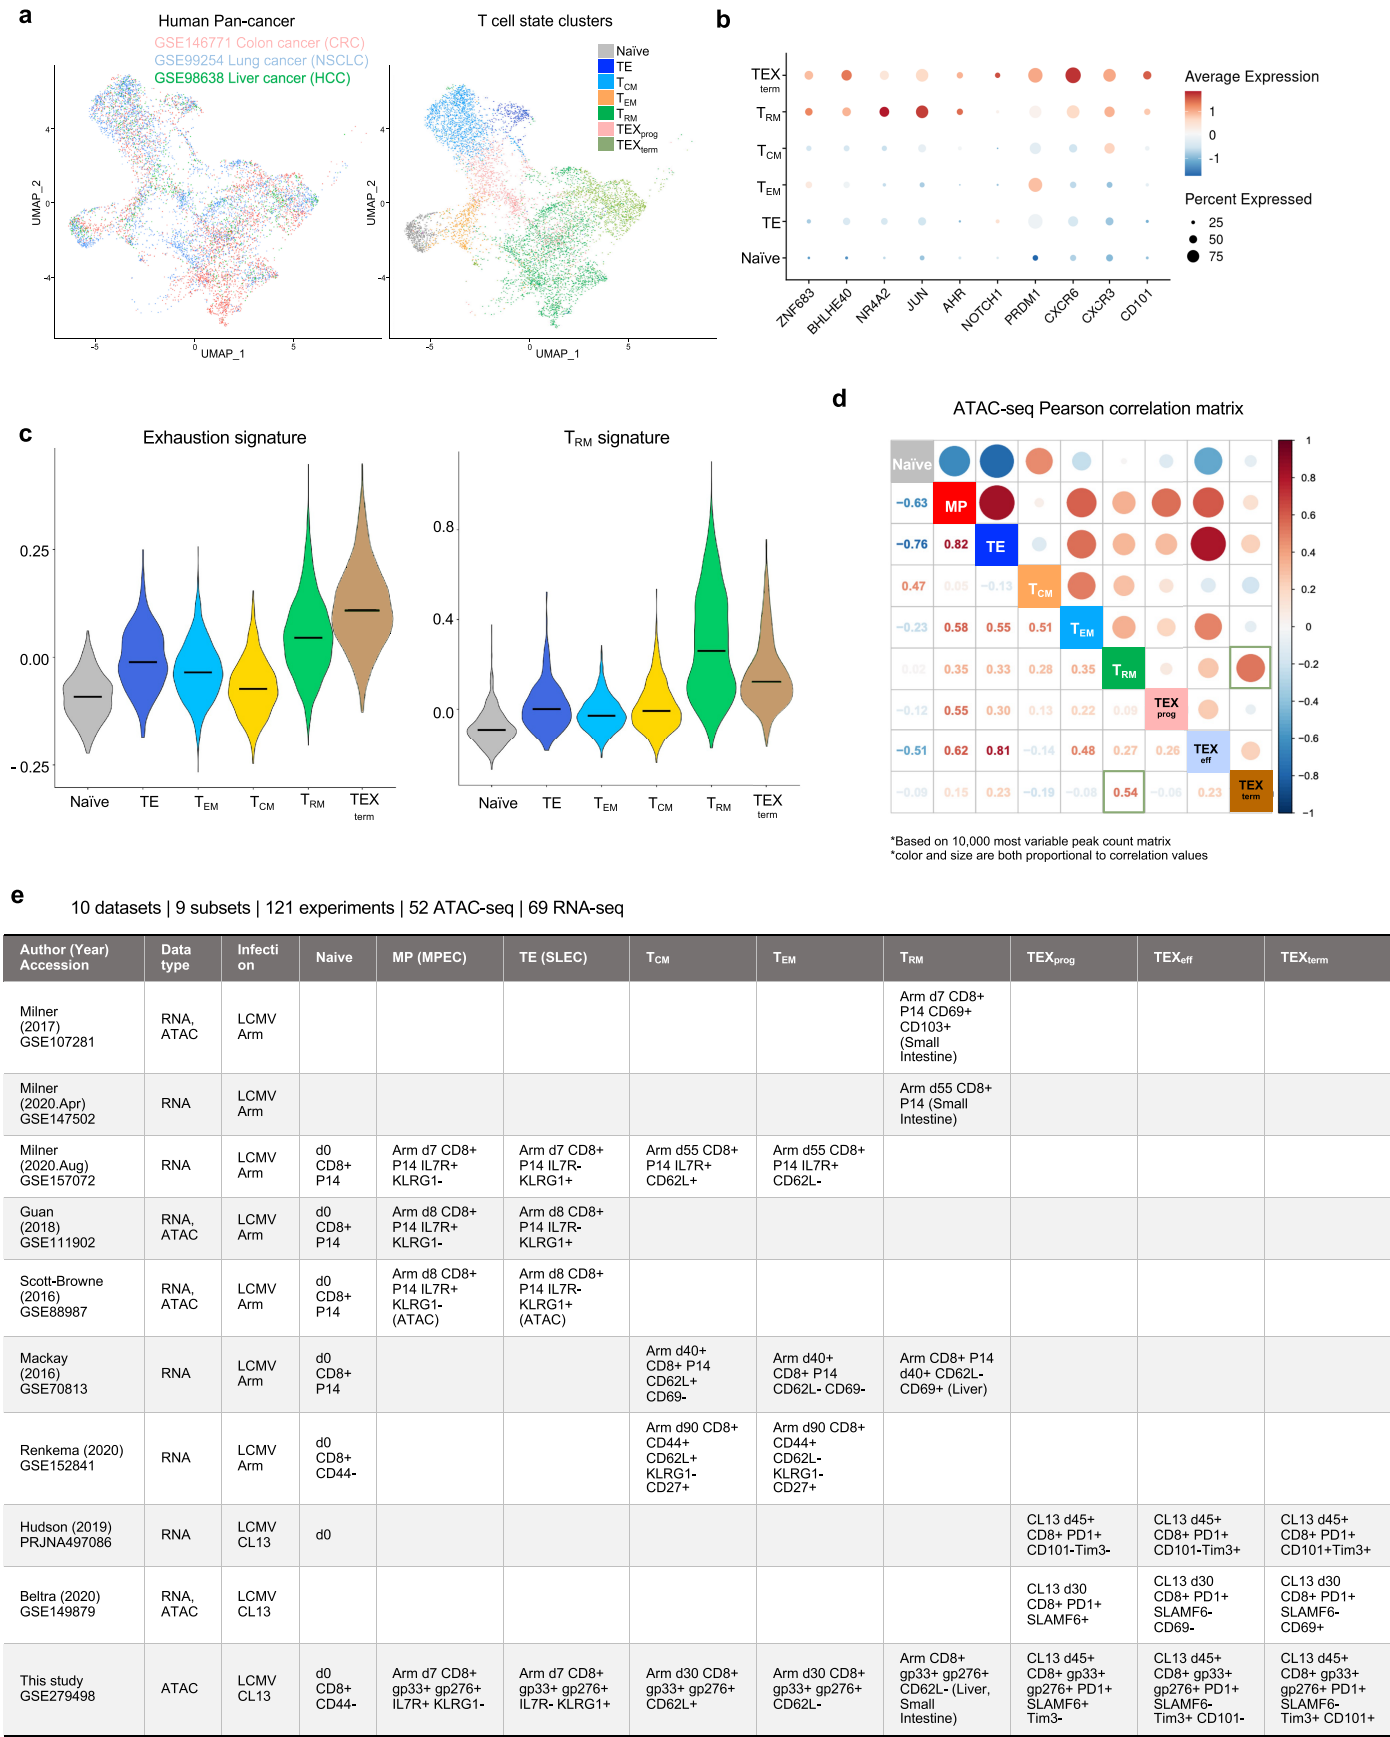 a
Human Pan-cancer
GSE146771 Colon cancer (CRC)
GSE99254 Lung cancer (NSCLC)
GSE98638 Liver cancer (HCC)
T cell state clusters
Naïve
TE
TCM
TEM
TRM
TEXprog
TEXterm
UMAP_2
4
0
-4
-5
0
5
UMAP_1
UMAP_2
4
0
-4
-5
0
5
UMAP_1
b
TEX
term
TRM
TCM
TEM
TE
Naïve
ZNF683
BHLHE40
NR4A2
JUN
AHR
NOTCH1
PRDM1
CXCR6
CXCR3
CD101
Average Expression
1
0
-1
Percent Expressed
25
50
75
c
Exhaustion signature
0.25
0.00
- 0.25
Naïve TE TEM TCM TRM TEX
term
TRM signature
0.8
0.4
0.0
Naïve TE TEM TCM TRM TEX
term
d
ATAC-seq Pearson correlation matrix
Naïve
−0.63 MP
−0.76 0.82 TE
0.47 0.05 −0.13 TCM
−0.23 0.58 0.55 0.51 TEM
0.02 0.35 0.33 0.28 0.35 TRM
−0.12 0.55 0.30 0.13 0.22 0.09 TEX
prog
−0.51 0.62 0.81 −0.14 0.48 0.27 0.26 TEX
eff
−0.09 0.15 0.23 −0.19 −0.08 0.54 −0.06 0.23 TEX
term
1
0.8
0.6
0.4
0.2
0
−0.2
−0.4
−0.6
−0.8
−1
*Based on 10,000 most variable peak count matrix
*color and size are both proportional to correlation values
e
10 datasets | 9 subsets | 121 experiments | 52 ATAC-seq | 69 RNA-seq
Author (Year)
Accession
Data
type
Infecti
on
Naive
MP (MPEC)
TE (SLEC)
TCM
TEM
TRM
TEXprog
TEXeff
TEXterm
Milner
(2017)
GSE107281
RNA,
ATAC
LCMV
Arm
Arm d7 CD8+
P14 CD69+
CD103+
(Small
Intestine)
Milner
(2020.Apr)
GSE147502
RNA
LCMV
Arm
Arm d55 CD8+
P14 (Small
Intestine)
Milner
(2020.Aug)
GSE157072
RNA
LCMV
Arm
d0
CD8+
P14
Arm d7 CD8+
P14 IL7R+
KLRG1-
Arm d7 CD8+
P14 IL7R-
KLRG1+
Arm d55 CD8+
P14 IL7R+
CD62L+
Arm d55 CD8+
P14 IL7R+
CD62L-
Guan
(2018)
GSE111902
RNA,
ATAC
LCMV
Arm
d0
CD8+
P14
Arm d8 CD8+
P14 IL7R+
KLRG1-
Arm d8 CD8+
P14 IL7R-
KLRG1+
Scott-Browne
(2016)
GSE88987
RNA,
ATAC
LCMV
Arm
d0
CD8+
P14
Arm d8 CD8+
P14 IL7R+
KLRG1-
(ATAC)
Arm d8 CD8+
P14 IL7R-
KLRG1+
(ATAC)
Mackay
(2016)
GSE70813
RNA
LCMV
Arm
d0
CD8+
P14
Arm d40+
CD8+ P14
CD62L+
CD69-
Arm d40+
CD8+ P14
CD62L- CD69-
Arm CD8+ P14
d40+ CD62L-
CD69+ (Liver)
Renkema (2020)
GSE152841
RNA
LCMV
Arm
d0
CD8+
CD44-
Arm d90 CD8+
CD44+
CD62L+
KLRG1-
CD27+
Arm d90 CD8+
CD44+
CD62L-
KLRG1-
CD27+
Hudson (2019)
PRJNA497086
RNA
LCMV
CL13
d0
CL13 d45+
CD8+ PD1+
CD101-Tim3-
CL13 d45+
CD8+ PD1+
CD101-Tim3+
CL13 d45+
CD8+ PD1+
CD101+Tim3+
Beltra (2020)
GSE149879
RNA,
ATAC
LCMV
CL13
CL13 d30
CD8+ PD1+
SLAMF6+
CL13 d30
CD8+ PD1+
SLAMF6-
CD69-
CL13 d30
CD8+ PD1+
SLAMF6-
CD69+
This study
GSE279498
ATAC
LCMV
CL13
d0
CD8+
CD44-
Arm d7 CD8+
gp33+ gp276+
IL7R+ KLRG1-
Arm d7 CD8+
gp33+ gp276+
IL7R- KLRG1+
Arm d30 CD8+
gp33+ gp276+
CD62L+
Arm d30 CD8+
gp33+ gp276+
CD62L-
Arm CD8+
gp33+ gp276+
CD62L- (Liver,
Small
Intestine)
CL13 d45+
CD8+ gp33+
gp276+ PD1+
SLAMF6+
Tim3-
CL13 d45+
CD8+ gp33+
gp276+ PD1+
SLAMF6-
Tim3+ CD101-
CL13 d45+
CD8+ gp33+
gp276+ PD1+
SLAMF6-
Tim3+ CD101+